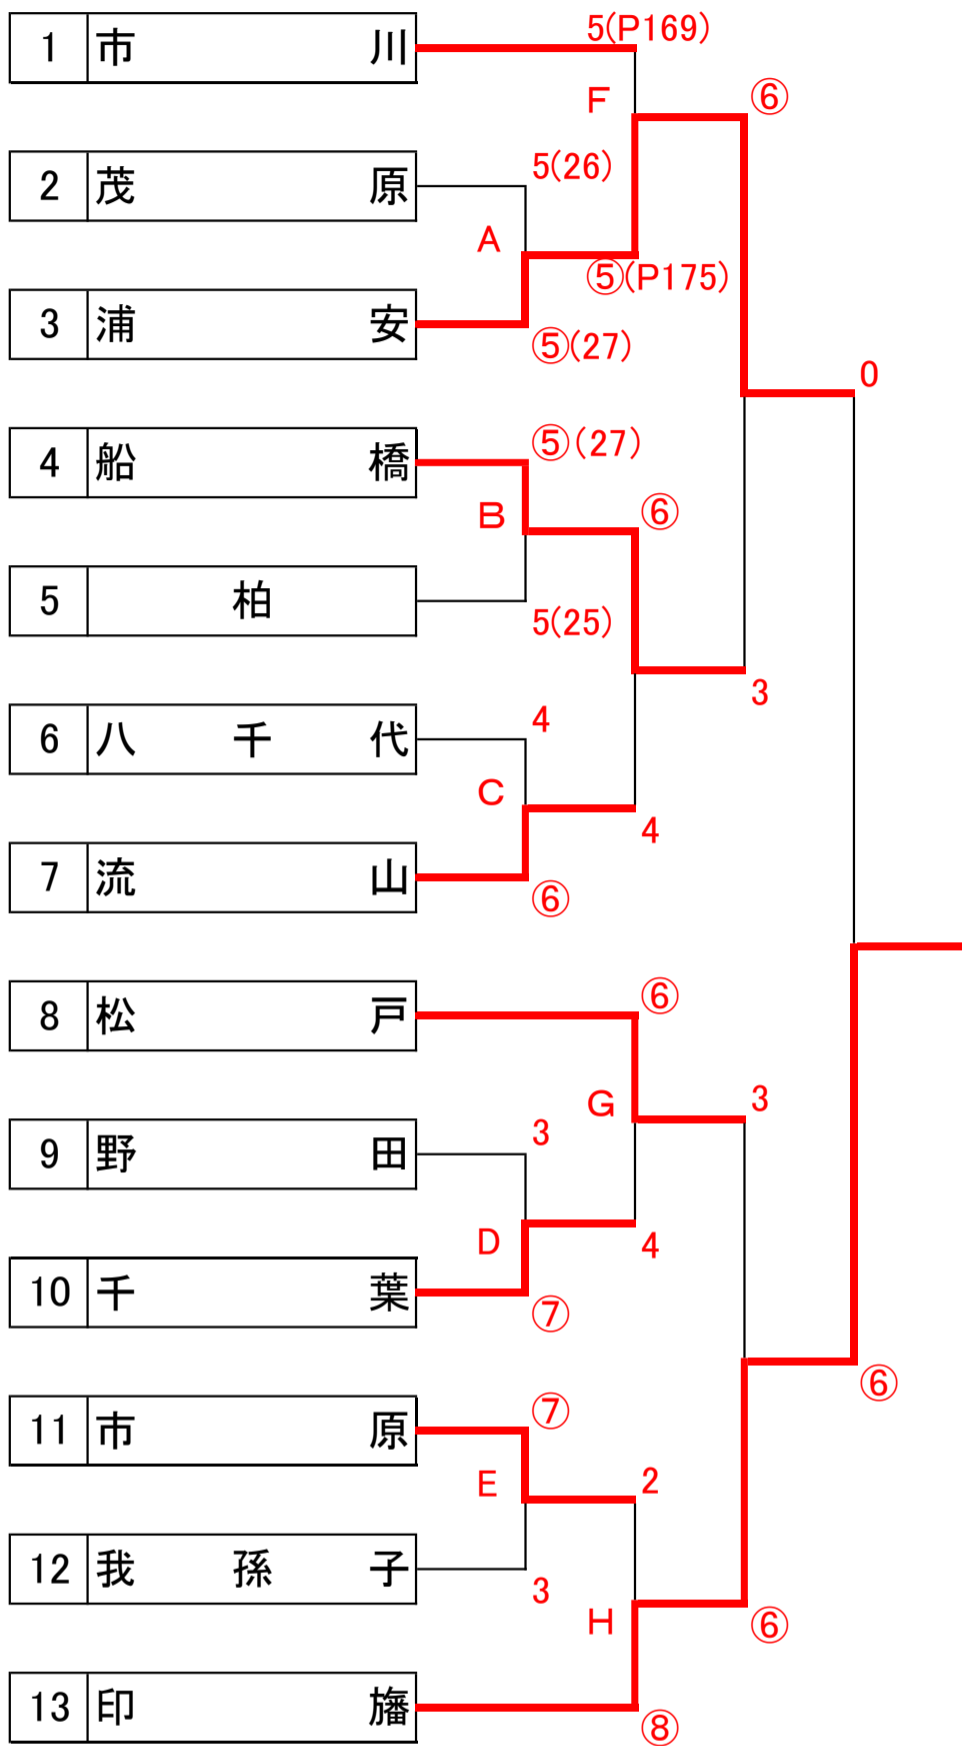 5(P169)
1 市川
F
⑥
5(26)
2 茂原
A
⑤(P175)
3 浦安
⑤(27)
0
⑤(27)
4 船橋
B
⑥
5 柏
5(25)
3
4
6 八千代
C
4
7 流山
⑥
⑥
8 松戸
G
3
3
9 野田
D
4
10 千葉
⑦
⑥
⑦
11 市原
E
2
12 我孫子
3
H
⑥
13 印旛
⑧